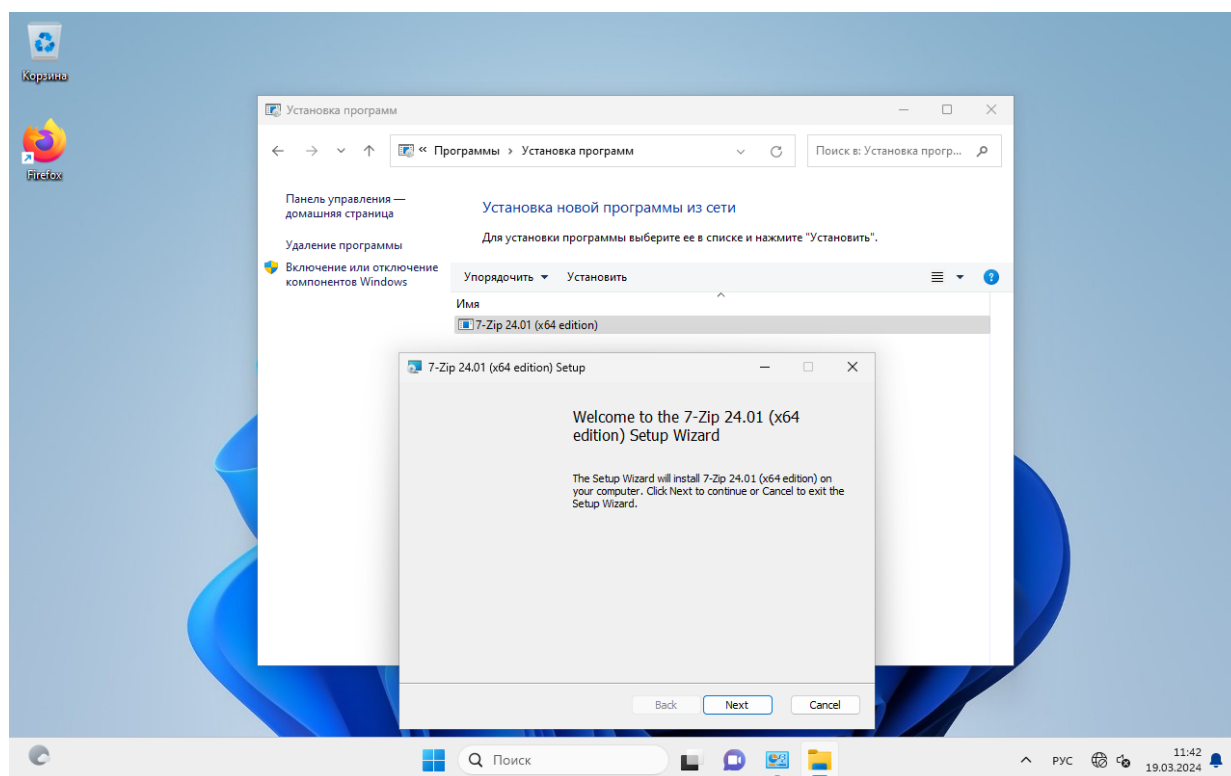 Корзина
Firefox
Установка программ
« Программы › Установка программ
Поиск в: Установка прогр...
Панель управления —
домашняя страница
Удаление программы
Включение или отключение
компонентов Windows
Установка новой программы из сети
Для установки программы выберите ее в списке и нажмите "Установить".
Упорядочить
Установить
Имя
7-Zip 24.01 (x64 edition)
7-Zip 24.01 (x64 edition) Setup
Welcome to the 7-Zip 24.01 (x64
edition) Setup Wizard
The Setup Wizard will install 7-Zip 24.01 (x64 edition) on
your computer. Click Next to continue or Cancel to exit the
Setup Wizard.
Back
Next
Cancel
Поиск
РУС
11:42
19.03.2024